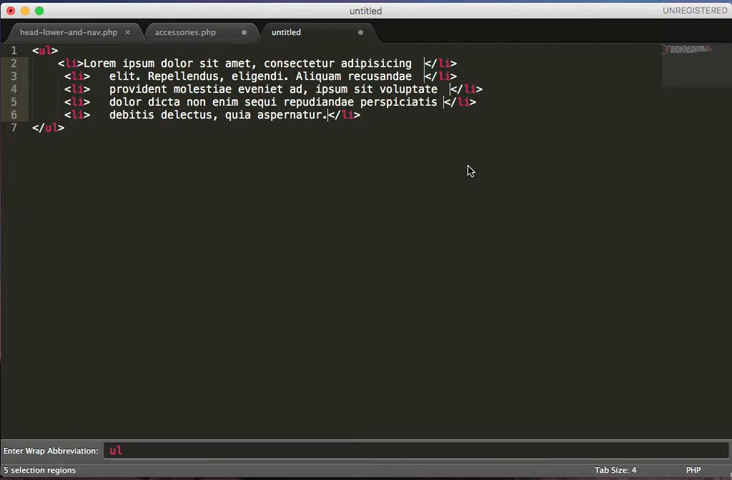 untitled
UNREGISTERED
head-lower-and-nav.php ×
accessories.php
untitled
1 <ul>
2 <li>Lorem ipsum dolor sit amet, consectetur adipisicing </li>
3 <li> elit. Repellendus, eligendi. Aliquam recusandae </li>
4 <li> provident molestiae eveniet ad, ipsum sit voluptate </li>
5 <li> dolor dicta non enim sequi repudiandae perspiciatis </li>
6 <li> debitis delectus, quia aspernatur.</li>
7 </ul>
Enter Wrap Abbreviation: ul
5 selection regions
Tab Size: 4
PHP